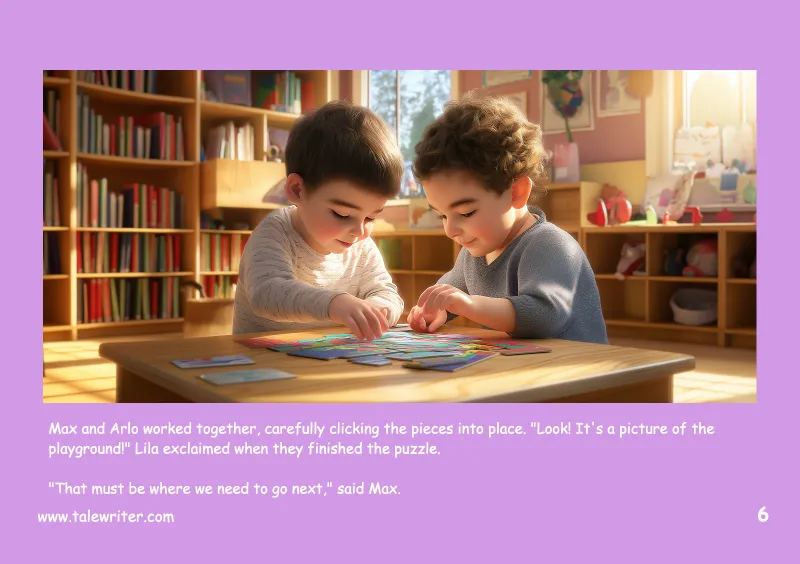 Max and Arlo worked together, carefully clicking the pieces into place. "Look! It's a picture of the
playground!" Lila exclaimed when they finished the puzzle.
"That must be where we need to go next," said Max.
www.talewriter.com
6